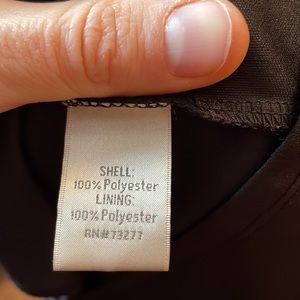 SHELL:
100% Polyester
LINING:
100% Polyester
RN#73277